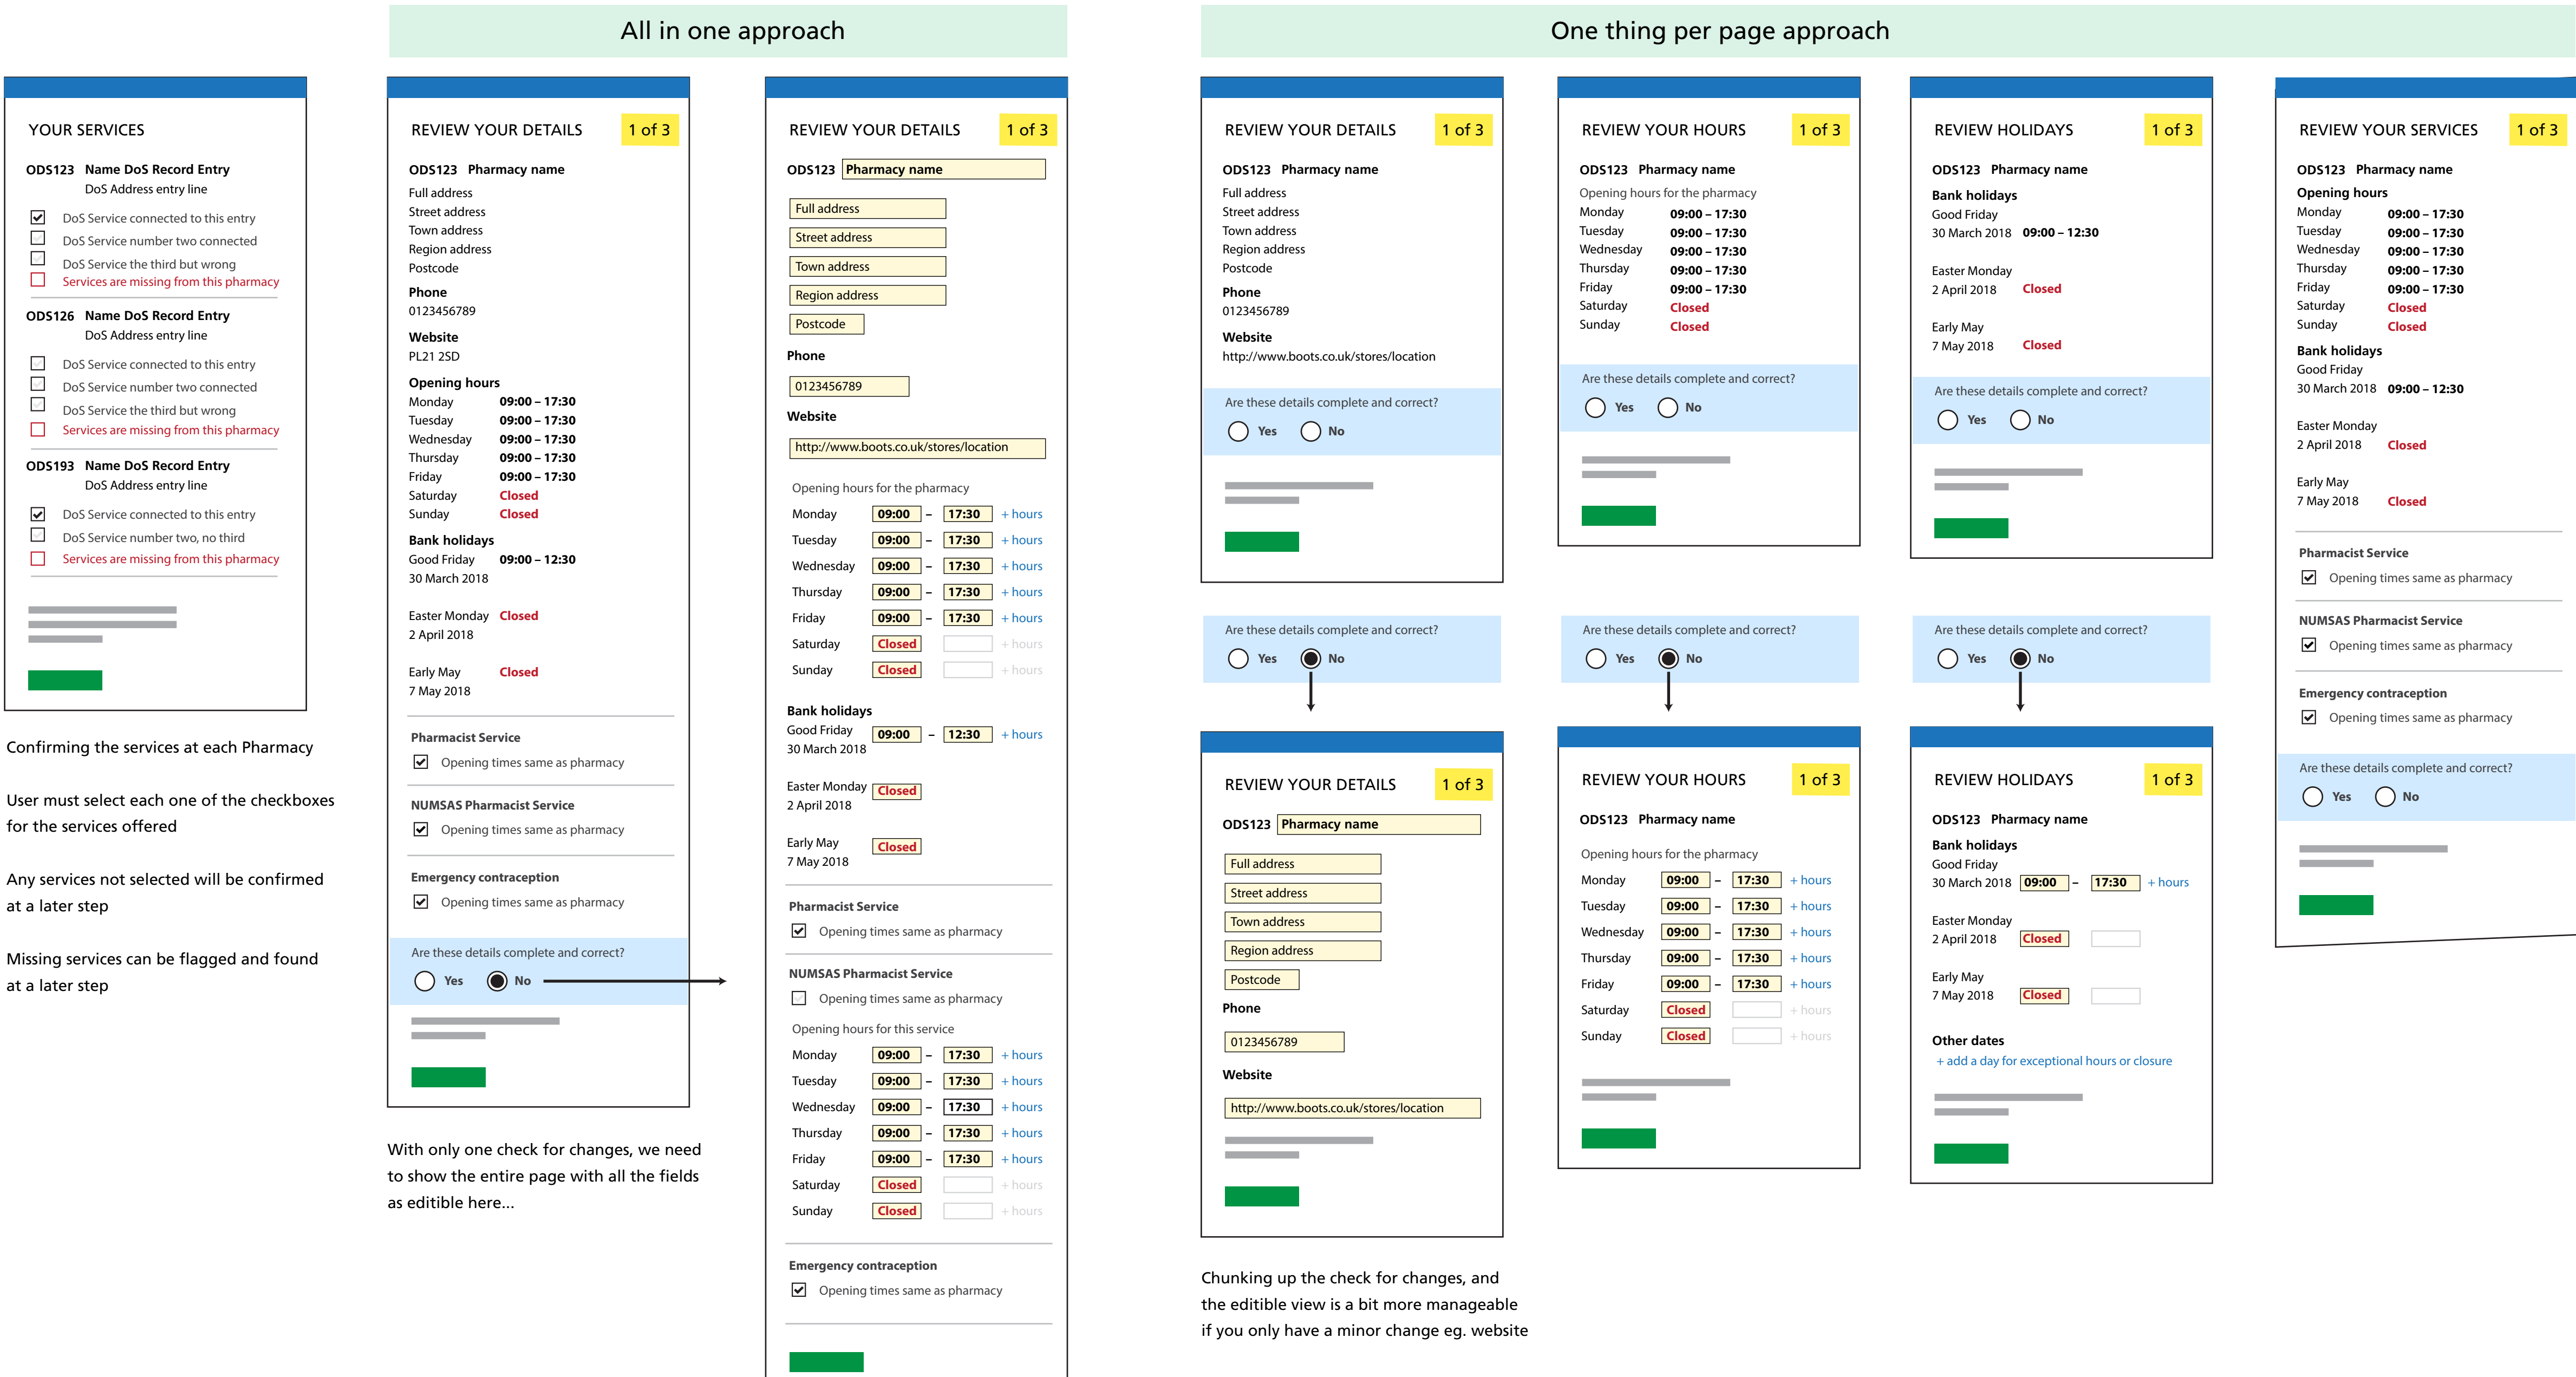 All in one approach
One thing per page approach
YOUR SERVICES
ODS123 Name DoS Record Entry
DoS Address entry line
DoS Service connected to this entry
DoS Service number two connected
DoS Service the third but wrong
Services are missing from this pharmacy
ODS126 Name DoS Record Entry
DoS Address entry line
DoS Service connected to this entry
DoS Service number two connected
DoS Service the third but wrong
Services are missing from this pharmacy
ODS193 Name DoS Record Entry
DoS Address entry line
DoS Service connected to this entry
DoS Service number two, no third
Services are missing from this pharmacy
Confirming the services at each Pharmacy
User must select each one of the checkboxes
for the services offered
Any services not selected will be confirmed
at a later step
Missing services can be flagged and found
at a later step
REVIEW YOUR DETAILS 1 of 3
ODS123 Pharmacy name
Full address
Street address
Town address
Region address
Postcode
Phone
0123456789
Website
PL21 2SD
Opening hours
Monday 09:00 – 17:30
Tuesday 09:00 – 17:30
Wednesday 09:00 – 17:30
Thursday 09:00 – 17:30
Friday 09:00 – 17:30
Saturday Closed
Sunday Closed
Bank holidays
Good Friday 09:00 – 12:30
30 March 2018
Easter Monday Closed
2 April 2018
Early May Closed
7 May 2018
Pharmacist Service
Opening times same as pharmacy
NUMSAS Pharmacist Service
Opening times same as pharmacy
Emergency contraception
Opening times same as pharmacy
Are these details complete and correct?
Yes No
With only one check for changes, we need
to show the entire page with all the fields
as editible here...
REVIEW YOUR DETAILS 1 of 3
ODS123 Pharmacy name
Full address
Street address
Town address
Region address
Postcode
Phone
0123456789
Website
http://www.boots.co.uk/stores/location
Opening hours for the pharmacy
Monday 09:00 – 17:30 + hours
Tuesday 09:00 – 17:30 + hours
Wednesday 09:00 – 17:30 + hours
Thursday 09:00 – 17:30 + hours
Friday 09:00 – 17:30 + hours
Saturday Closed + hours
Sunday Closed + hours
Bank holidays
Good Friday 09:00 – 12:30 + hours
30 March 2018
Easter Monday Closed
2 April 2018
Early May Closed
7 May 2018
Pharmacist Service
Opening times same as pharmacy
NUMSAS Pharmacist Service
Opening times same as pharmacy
Opening hours for this service
Monday 09:00 – 17:30 + hours
Tuesday 09:00 – 17:30 + hours
Wednesday 09:00 – 17:30 + hours
Thursday 09:00 – 17:30 + hours
Friday 09:00 – 17:30 + hours
Saturday Closed + hours
Sunday Closed + hours
Emergency contraception
Opening times same as pharmacy
REVIEW YOUR DETAILS 1 of 3
ODS123 Pharmacy name
Full address
Street address
Town address
Region address
Postcode
Phone
0123456789
Website
http://www.boots.co.uk/stores/location
Are these details complete and correct?
Yes No
Are these details complete and correct?
Yes No
REVIEW YOUR DETAILS 1 of 3
ODS123 Pharmacy name
Full address
Street address
Town address
Region address
Postcode
Phone
0123456789
Website
http://www.boots.co.uk/stores/location
Chunking up the check for changes, and
the editible view is a bit more manageable
if you only have a minor change eg. website
REVIEW YOUR HOURS 1 of 3
ODS123 Pharmacy name
Opening hours for the pharmacy
Monday 09:00 – 17:30
Tuesday 09:00 – 17:30
Wednesday 09:00 – 17:30
Thursday 09:00 – 17:30
Friday 09:00 – 17:30
Saturday Closed
Sunday Closed
Are these details complete and correct?
Yes No
Are these details complete and correct?
Yes No
REVIEW YOUR HOURS 1 of 3
ODS123 Pharmacy name
Opening hours for the pharmacy
Monday 09:00 – 17:30 + hours
Tuesday 09:00 – 17:30 + hours
Wednesday 09:00 – 17:30 + hours
Thursday 09:00 – 17:30 + hours
Friday 09:00 – 17:30 + hours
Saturday Closed + hours
Sunday Closed + hours
REVIEW HOLIDAYS 1 of 3
ODS123 Pharmacy name
Bank holidays
Good Friday
30 March 2018 09:00 – 12:30
Easter Monday
2 April 2018 Closed
Early May
7 May 2018 Closed
Are these details complete and correct?
Yes No
Are these details complete and correct?
Yes No
REVIEW HOLIDAYS 1 of 3
ODS123 Pharmacy name
Bank holidays
Good Friday
30 March 2018 09:00 – 17:30 + hours
Easter Monday
2 April 2018 Closed
Early May
7 May 2018 Closed
Other dates
+ add a day for exceptional hours or closure
REVIEW YOUR SERVICES 1 of 3
ODS123 Pharmacy name
Opening hours
Monday 09:00 – 17:30
Tuesday 09:00 – 17:30
Wednesday 09:00 – 17:30
Thursday 09:00 – 17:30
Friday 09:00 – 17:30
Saturday Closed
Sunday Closed
Bank holidays
Good Friday
30 March 2018 09:00 – 12:30
Easter Monday
2 April 2018 Closed
Early May
7 May 2018 Closed
Pharmacist Service
Opening times same as pharmacy
NUMSAS Pharmacist Service
Opening times same as pharmacy
Emergency contraception
Opening times same as pharmacy
Are these details complete and correct?
Yes No